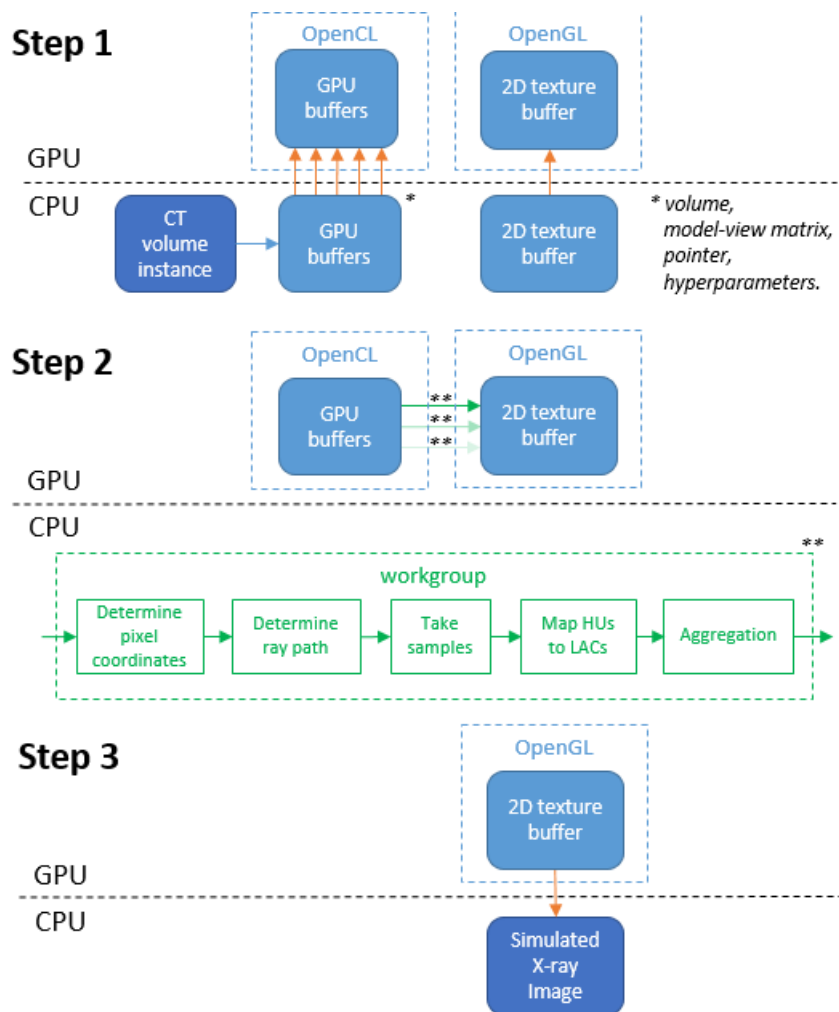 Step 1
OpenCL
OpenGL
GPU
buffers
2D texture
buffer
GPU
CPU
CT
volume
instance
GPU
buffers
*
2D texture
buffer
* volume,
model-view matrix,
pointer,
hyperparameters.
Step 2
OpenCL
OpenGL
GPU
buffers
**
**
**
2D texture
buffer
GPU
CPU
**
workgroup
Determine
pixel
coordinates
Determine
ray path
Take
samples
Map HUs
to LACs
Aggregation
Step 3
OpenGL
2D texture
buffer
GPU
CPU
Simulated
X-ray
Image